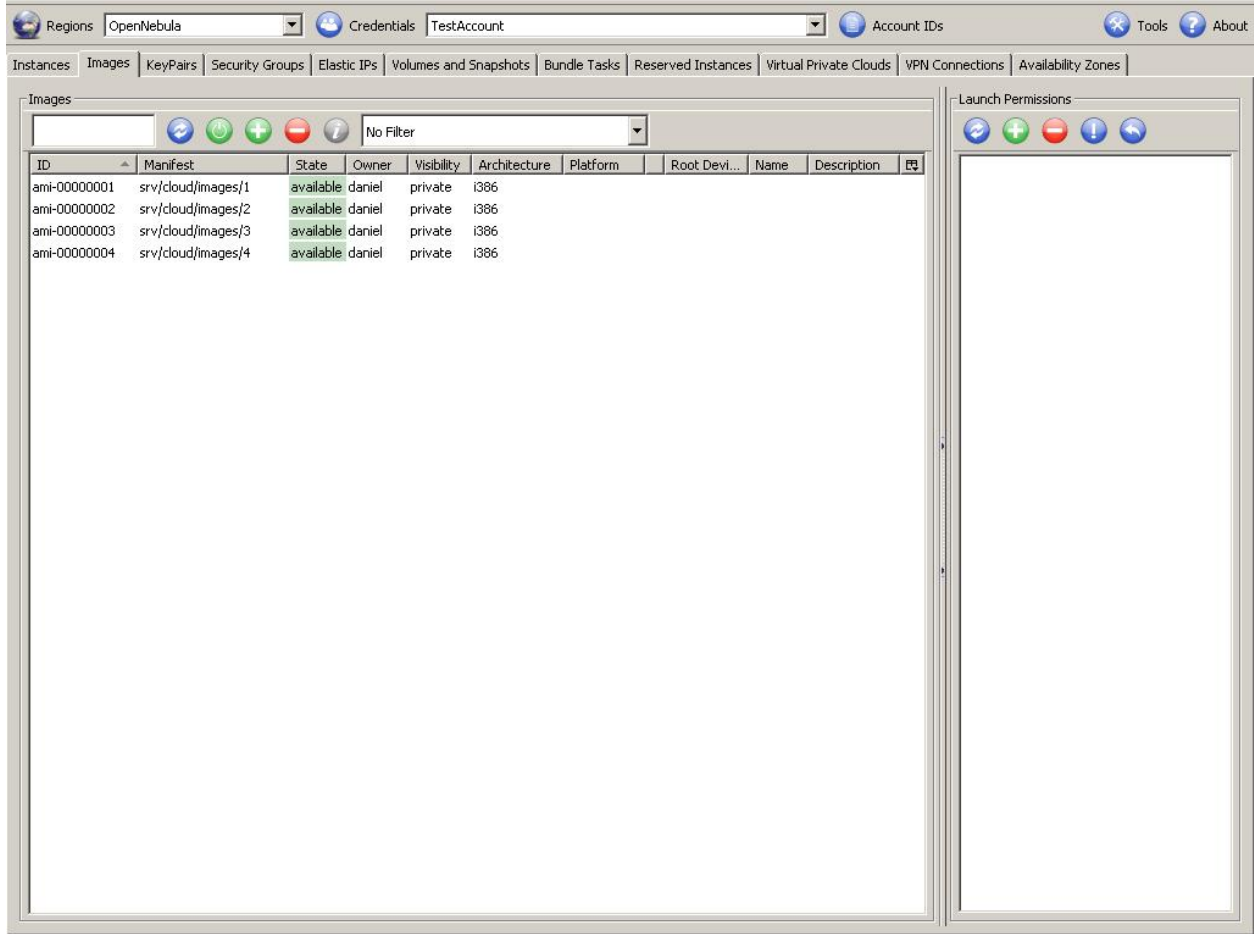 Regions OpenNebula Credentials TestAccount Account IDs Tools About
Instances Images KeyPairs Security Groups Elastic IPs Volumes and Snapshots Bundle Tasks Reserved Instances Virtual Private Clouds VPN Connections Availability Zones
Images
No Filter
ID Manifest State Owner Visibility Architecture Platform Root Devi... Name Description
ami-00000001 srv/cloud/images/1 available daniel private i386
ami-00000002 srv/cloud/images/2 available daniel private i386
ami-00000003 srv/cloud/images/3 available daniel private i386
ami-00000004 srv/cloud/images/4 available daniel private i386
Launch Permissions